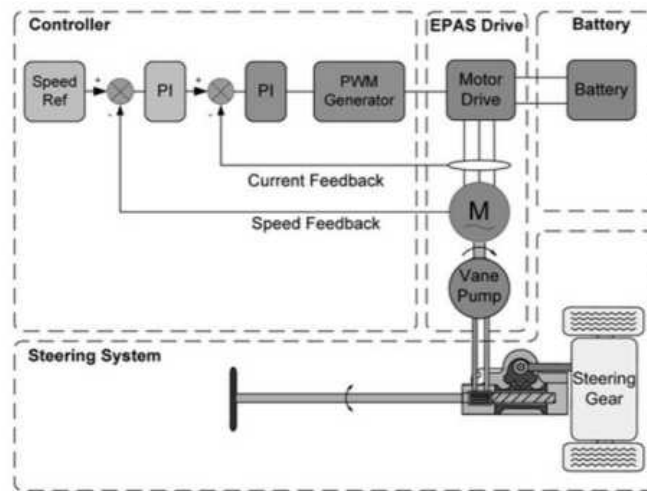 Controller
EPAS Drive
Battery
Speed
Ref
+
-
PI
+
-
PI
PWM
Generator
Motor
Drive
Battery
Current Feedback
Speed Feedback
M
Vane
Pump
Steering System
Steering
Gear